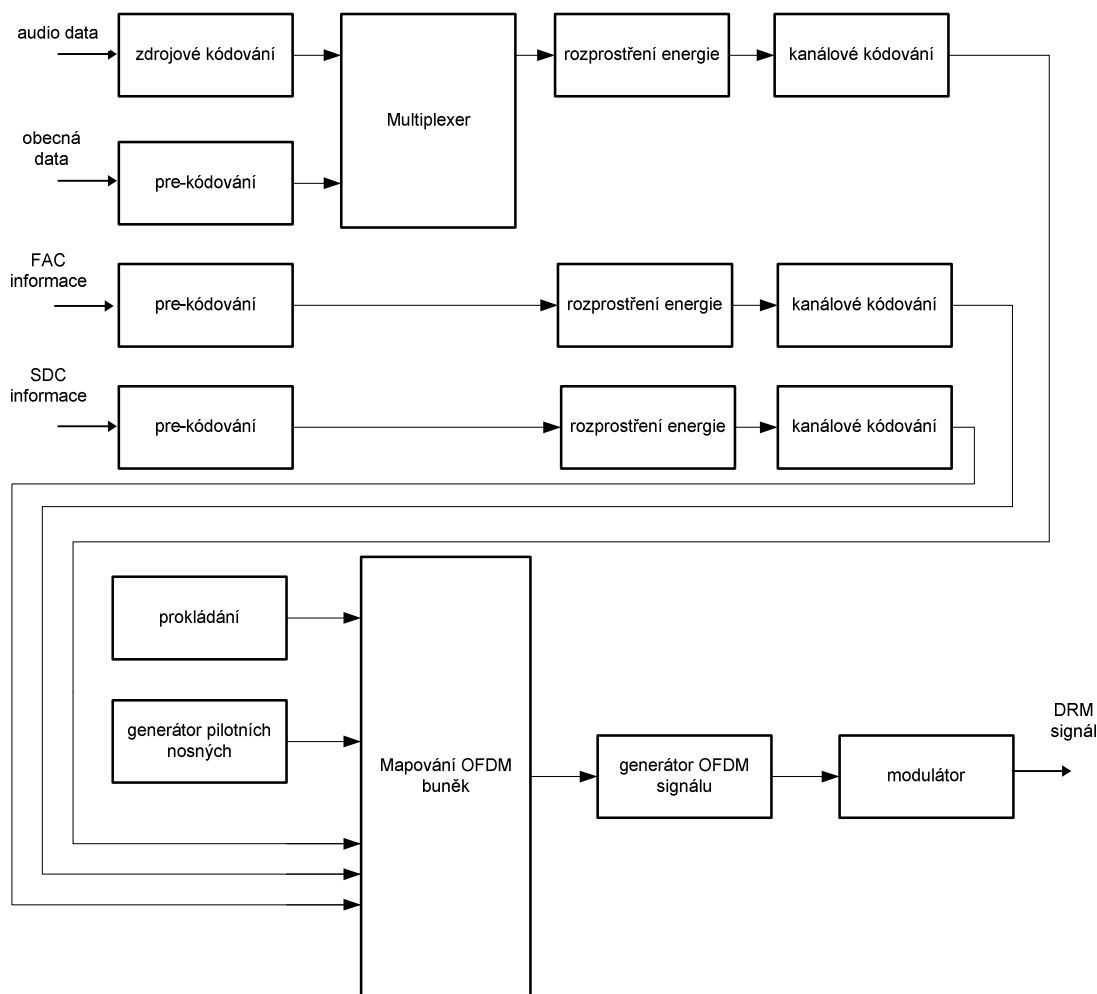 audio data
zdrojové kódování
Multiplexer
rozprostření energie
kanálové kódování
obecná
data
pre-kódování
FAC
informace
pre-kódování
rozprostření energie
kanálové kódování
SDC
informace
pre-kódování
rozprostření energie
kanálové kódování
prokládání
generátor pilotních
nosných
Mapování OFDM
buněk
generátor OFDM
signálu
modulátor
DRM
signál